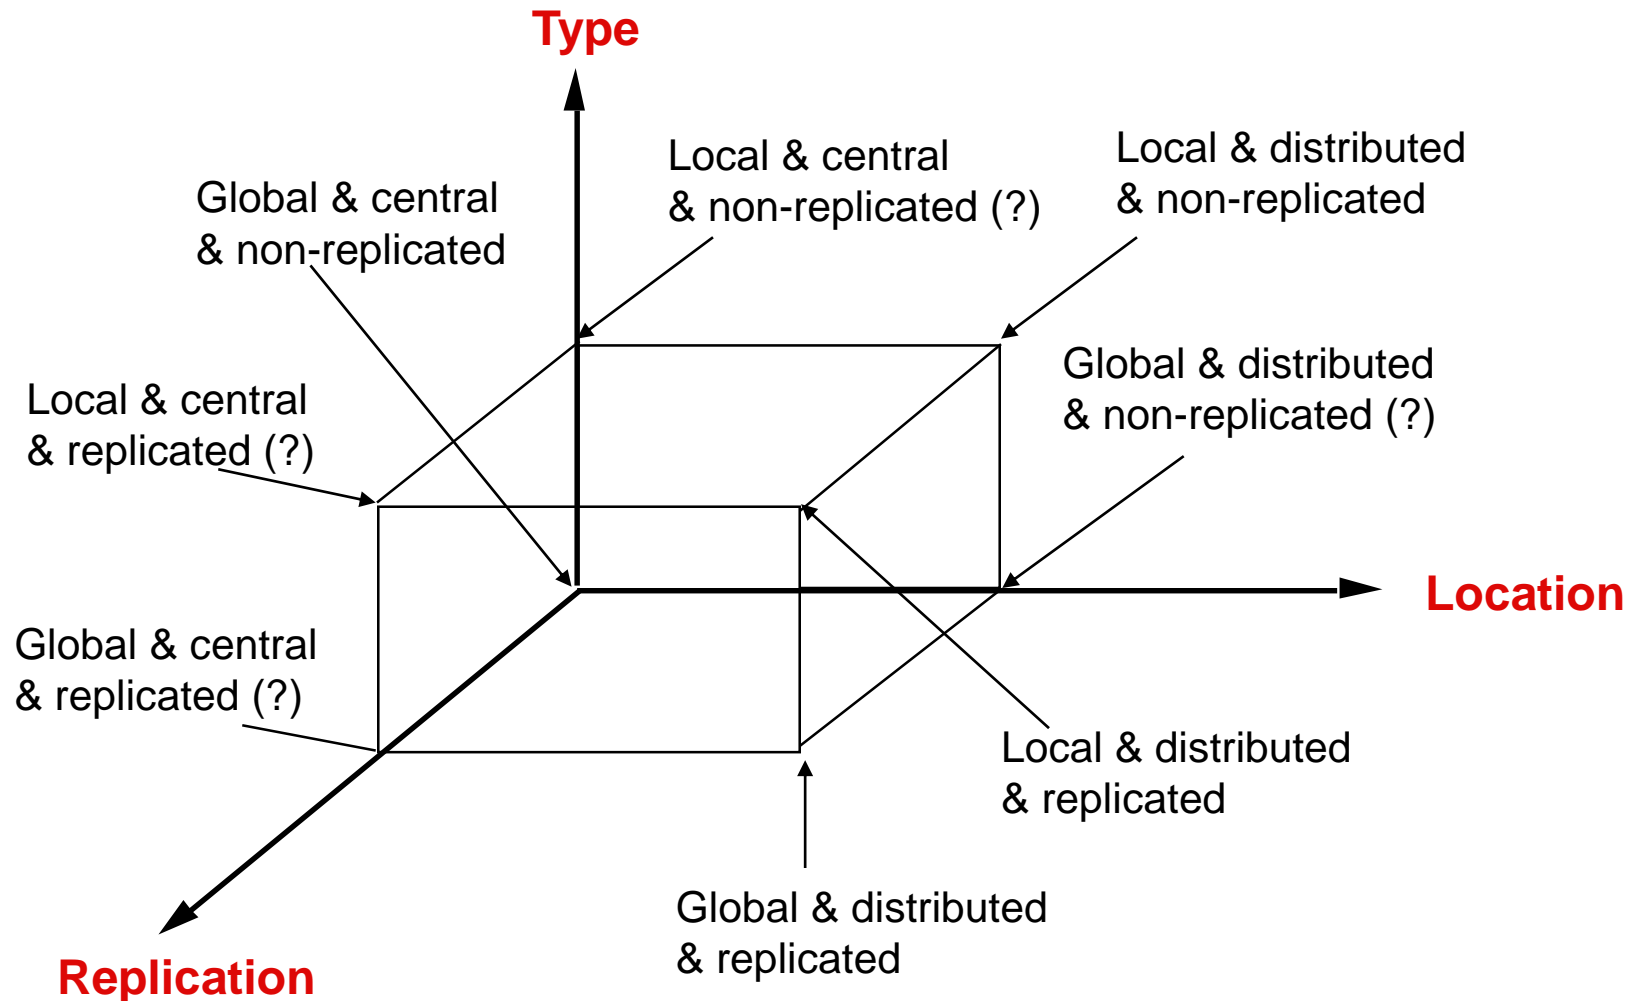 Type
Local & central
& non-replicated (?)
Local & distributed
& non-replicated
Global & central
& non-replicated
Global & distributed
& non-replicated (?)
Local & central
& replicated (?)
Location
Global & central
& replicated (?)
Local & distributed
& replicated
Global & distributed
& replicated
Replication